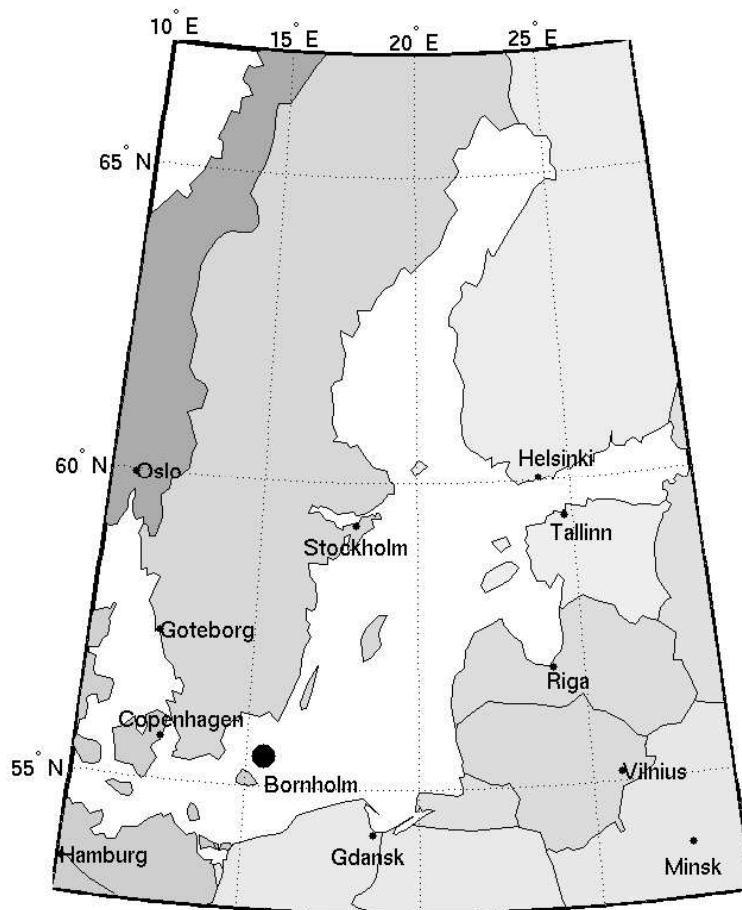 10° E
15° E
20° E
25° E
65° N
60° N
Oslo
Helsinki
Stockholm
Tallinn
Goteborg
Riga
Copenhagen
55° N
Bornholm
Vilnius
Hamburg
Gdansk
Minsk